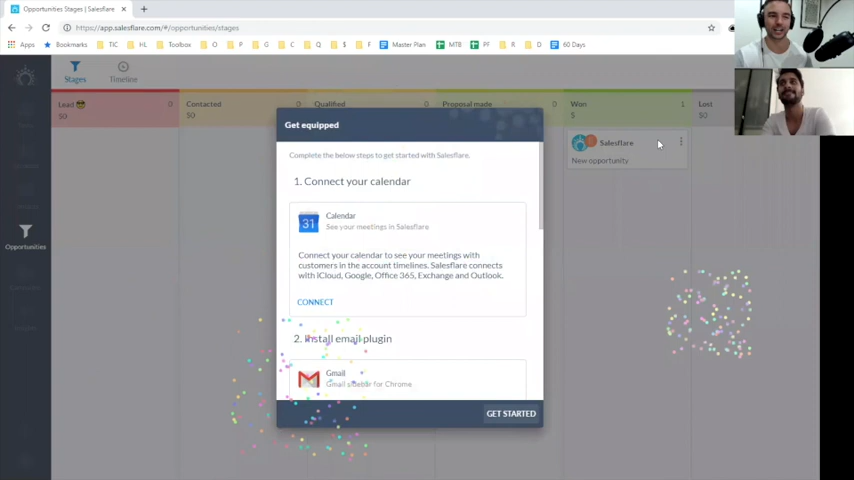 Opportunities Stages | Salesflare
https://app.salesflare.com/#/opportunities/stages
Apps Bookmarks TIC HL Toolbox O P G C Q $ F Master Plan MTB PF R D 60 Days
Stages Timeline
Lead 😎 0
$0
Contacted 0
$0
Qualified 0
Proposal made 0
Won 1
$
Lost
$0
Salesflare
New opportunity
Opportunities
Get equipped
Complete the below steps to get started with Salesflare.
1. Connect your calendar
31
Calendar
See your meetings in Salesflare
Connect your calendar to see your meetings with
customers in the account timelines. Salesflare connects
with iCloud, Google, Office 365, Exchange and Outlook.
CONNECT
2. Install email plugin
Gmail
Gmail sidebar for Chrome
GET STARTED